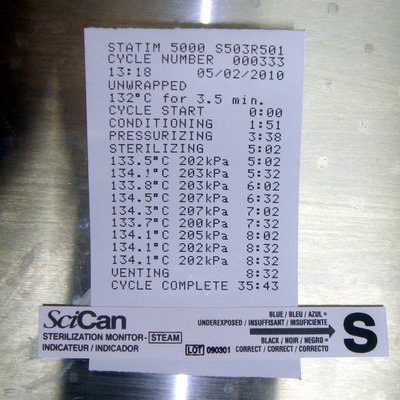 STATIM 5000 S503R501
CYCLE NUMBER 000333
13:18 05/02/2010
UNWRAPPED
132°C for 3.5 min.
CYCLE START 0:00
CONDITIONING 1:51
PRESSURIZING 3:38
STERILIZING 5:02
133.5°C 202kPa 5:02
134.1°C 203kPa 5:32
133.8°C 203kPa 6:02
134.5°C 207kPa 6:32
134.3°C 207kPa 7:02
133.7°C 200kPa 7:32
134.1°C 205kPa 8:02
134.1°C 202kPa 8:32
134.1°C 202kPa 8:32
VENTING 8:32
CYCLE COMPLETE 35:43
SciCan
STERILIZATION MONITOR- STEAM
INDICATEUR / INDICADOR
LOT 090301
BLUE / BLEU / AZUL =
UNDEREXPOSED / INSUFFISANT / INSUFICIENTE
BLACK / NOIR / NEGRO =
CORRECT / CORRECT / CORRECTO
S